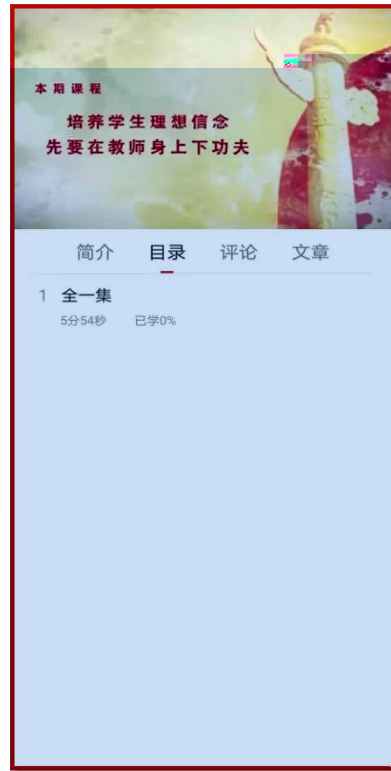 本期课程
培养学生理想信念
先要在教师身上下功夫
简介 目录 评论 文章
1 全一集
5分54秒 已学0%